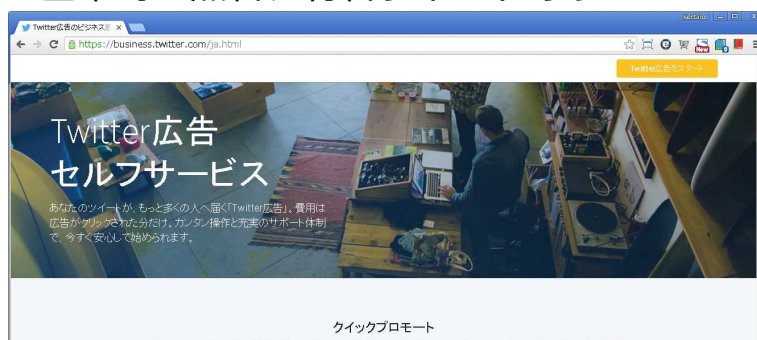 Twitter広告のビジネス活
https://business.twitter.com/ja.html
New
Twitter広告をスタート
Twitter広告
セルフサービス
あなたのツイートが、もっと多くの人へ届く「Twitter広告」。費用は
広告がクリックされた分だけ。カンタン操作と充実のサポート体制
で、今すぐ安心して始められます。
クイックプロモート